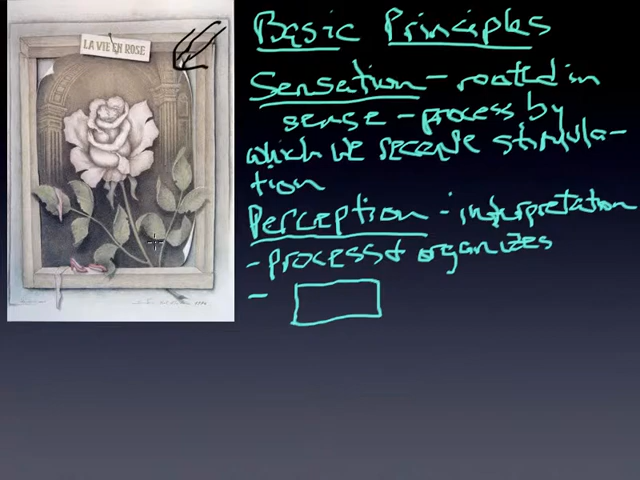 LA VIE EN ROSE
Basic Principles
Sensation - rooted in
sense - process by
which we receive stimula-
tion
Perception - interpretation
- process & organizes
-